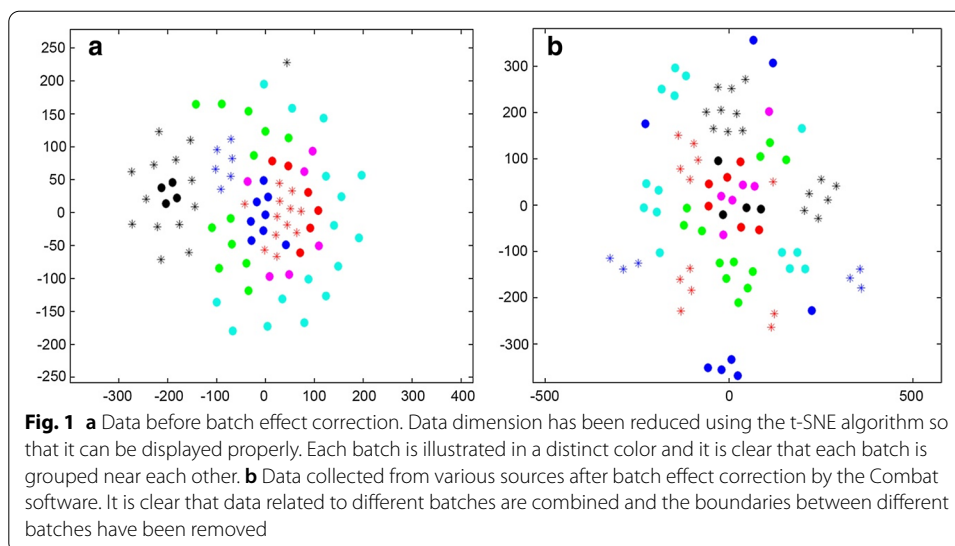 a
250
200
150
100
50
0
-50
-100
-150
-200
-250
-300 -200 -100 0 100 200 300 400
b
300
200
100
0
-100
-200
-300
-500 0 500
Fig. 1 a Data before batch effect correction. Data dimension has been reduced using the t-SNE algorithm so
that it can be displayed properly. Each batch is illustrated in a distinct color and it is clear that each batch is
grouped near each other. b Data collected from various sources after batch effect correction by the Combat
software. It is clear that data related to different batches are combined and the boundaries between different
batches have been removed